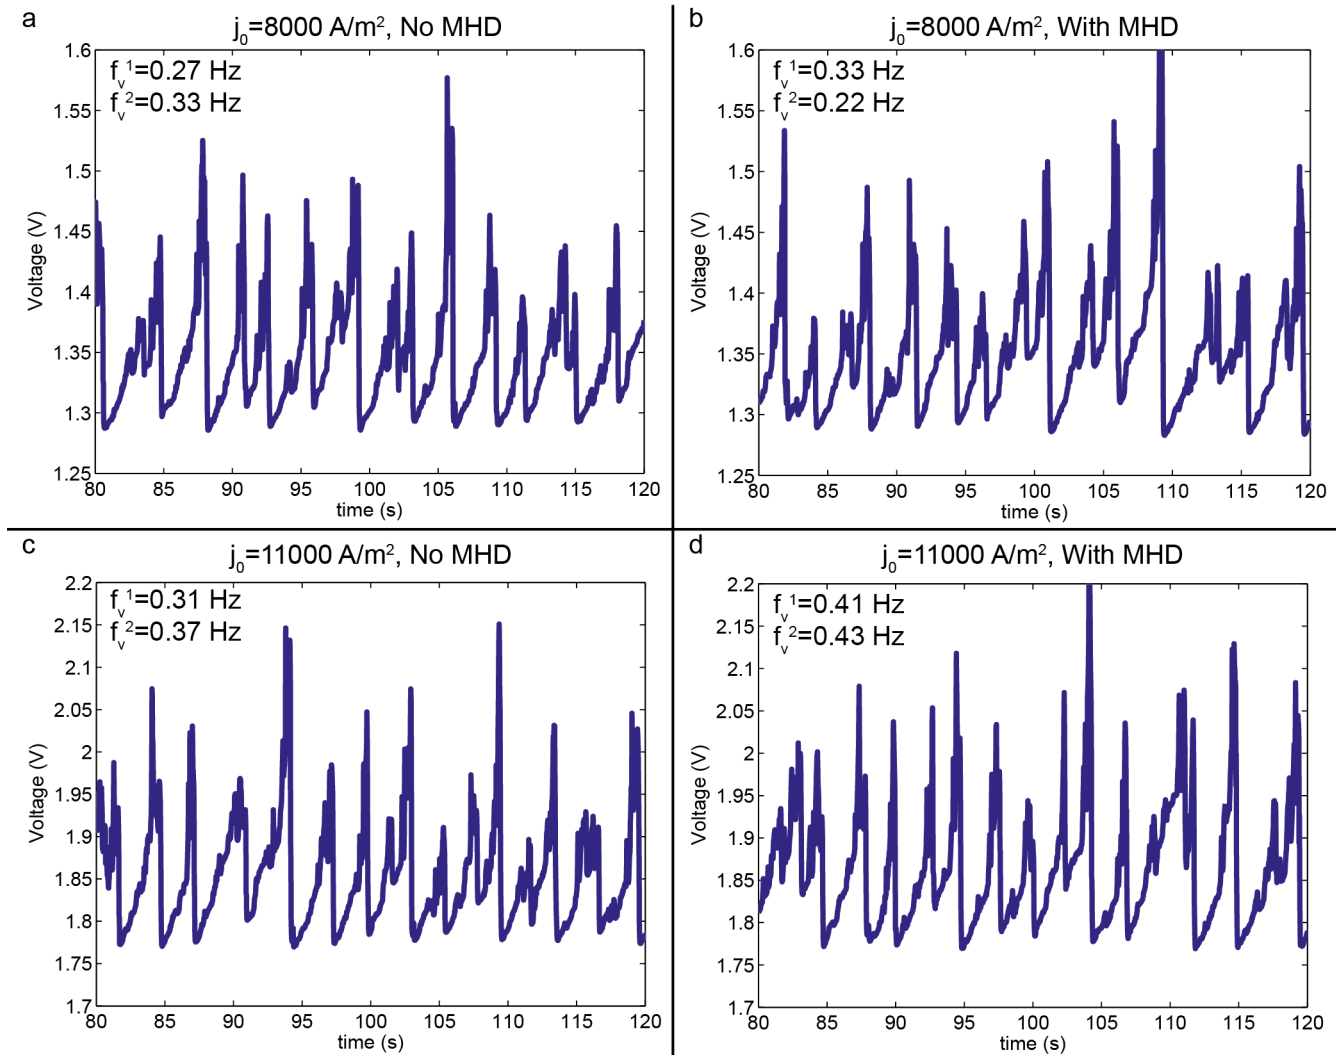 a
j₀=8000 A/m², No MHD
fᵥ¹=0.27 Hz
fᵥ²=0.33 Hz
Voltage (V)
1.6
1.55
1.5
1.45
1.4
1.35
1.3
1.25
80 85 90 95 100 105 110 115 120
time (s)
b
j₀=8000 A/m², With MHD
fᵥ¹=0.33 Hz
fᵥ²=0.22 Hz
Voltage (V)
1.6
1.55
1.5
1.45
1.4
1.35
1.3
1.25
80 85 90 95 100 105 110 115 120
time (s)
c
j₀=11000 A/m², No MHD
fᵥ¹=0.31 Hz
fᵥ²=0.37 Hz
Voltage (V)
2.2
2.15
2.1
2.05
2
1.95
1.9
1.85
1.8
1.75
1.7
80 85 90 95 100 105 110 115 120
time (s)
d
j₀=11000 A/m², With MHD
fᵥ¹=0.41 Hz
fᵥ²=0.43 Hz
Voltage (V)
2.2
2.15
2.1
2.05
2
1.95
1.9
1.85
1.8
1.75
1.7
80 85 90 95 100 105 110 115 120
time (s)